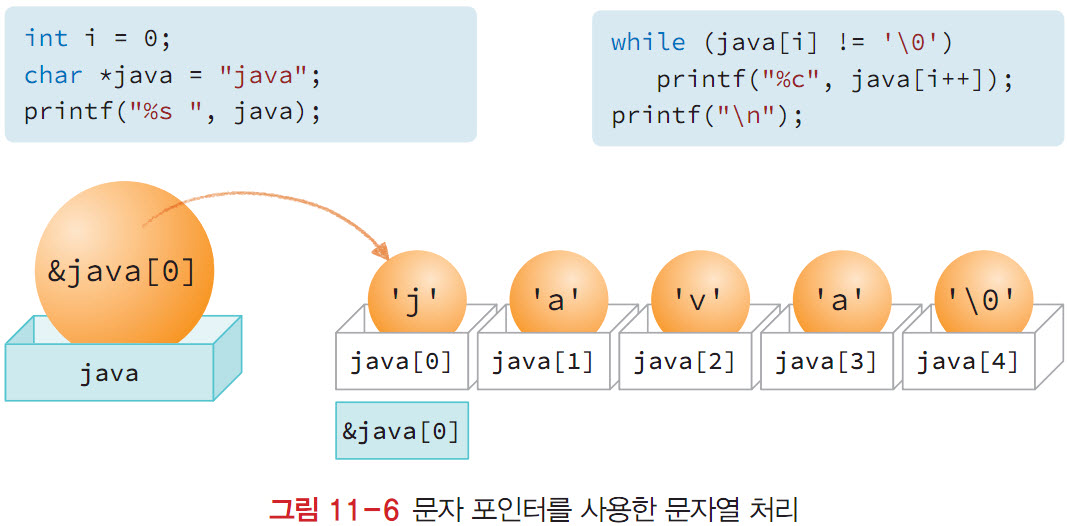 int i = 0;
char *java = "java";
printf("%s ", java);
while (java[i] != '\0')
printf("%c", java[i++]);
printf("\n");
&java[0]
java
'j' 'a' 'v' 'a' '\0'
java[0] java[1] java[2] java[3] java[4]
&java[0]
그림 11-6 문자 포인터를 사용한 문자열 처리